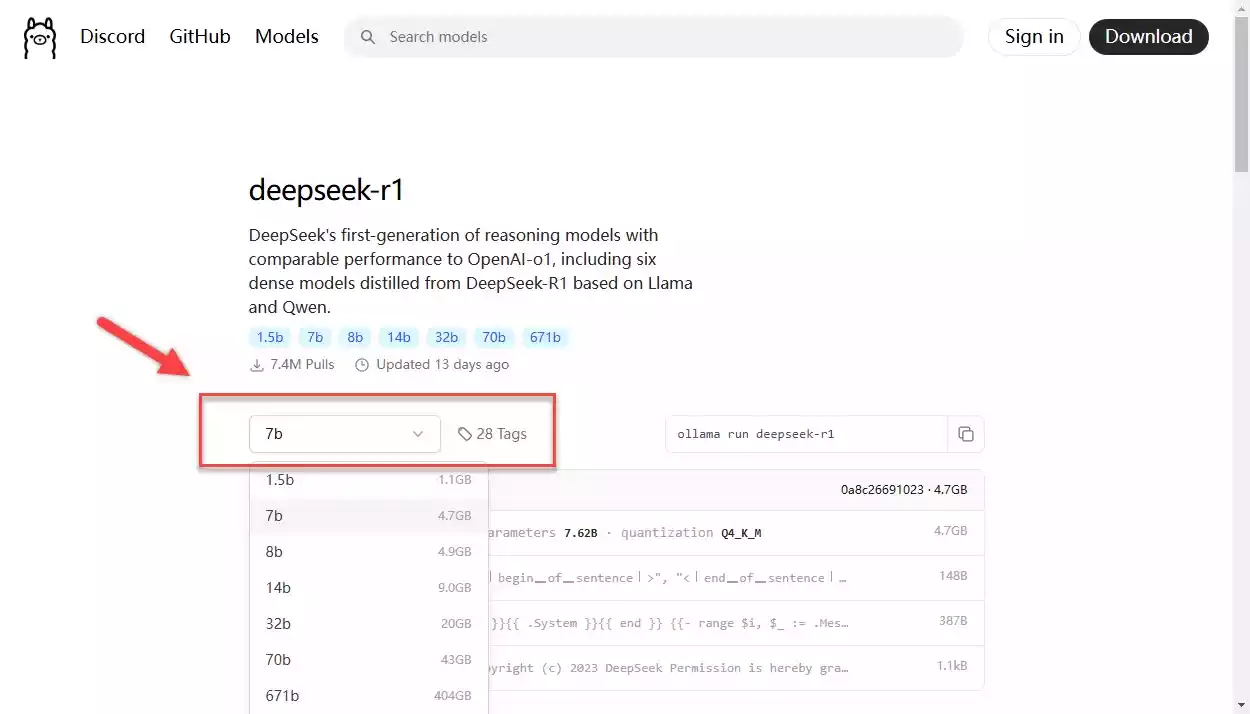 Discord GitHub Models Search models Sign in Download
deepseek-r1
DeepSeek's first-generation of reasoning models with
comparable performance to OpenAI-o1, including six
dense models distilled from DeepSeek-R1 based on Llama
and Qwen.
1.5b 7b 8b 14b 32b 70b 671b
7.4M Pulls Updated 13 days ago
7b 28 Tags ollama run deepseek-r1
1.5b 1.1GB 0a8c26691023 · 4.7GB
7b 4.7GB
arameters 7.62B · quantization Q4_K_M 4.7GB
8b 4.9GB
begin__of__sentence|>", "<|end__of__sentence|… 148B
14b 9.0GB
32b 20GB }}{{ .System }}{{ end }} {{- range $i, $_ := .Mes… 387B
70b 43GB yright (c) 2023 DeepSeek Permission is hereby gra… 1.1kB
671b 404GB